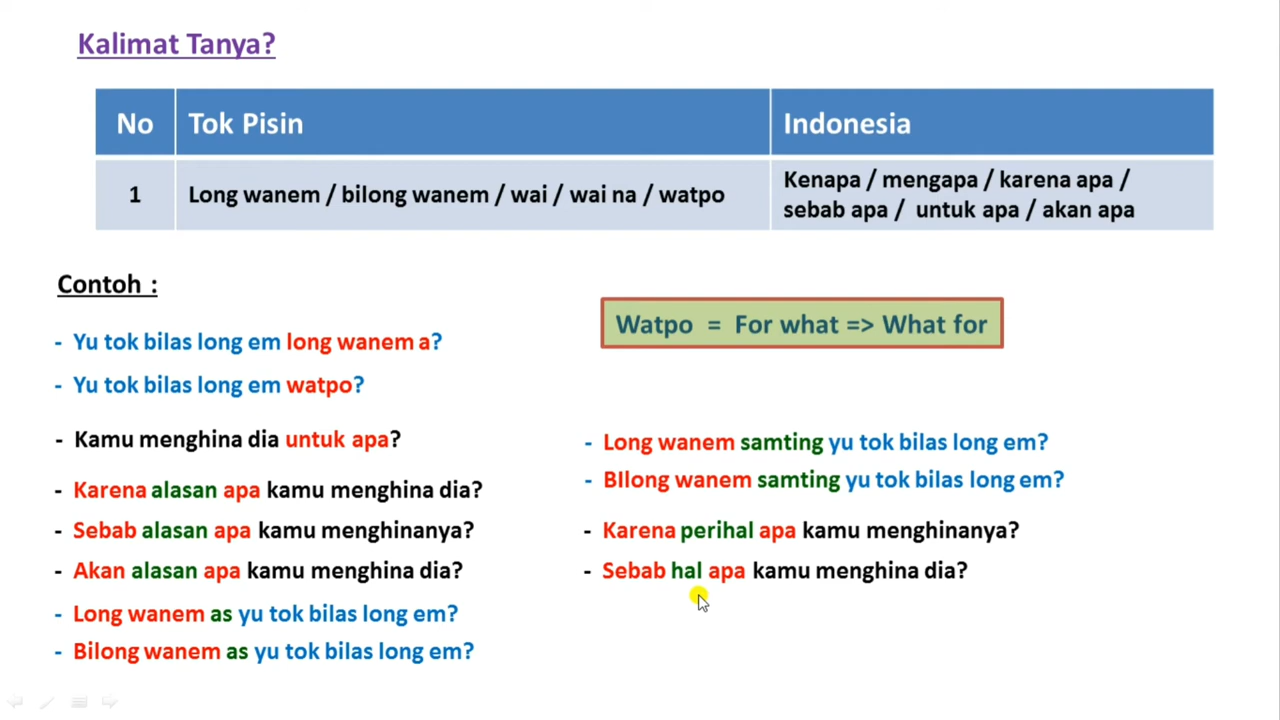 Kalimat Tanya?
No Tok Pisin Indonesia
1 Long wanem / bilong wanem / wai / wai na / watpo Kenapa / mengapa / karena apa /
sebab apa / untuk apa / akan apa
Contoh :
Watpo = For what => What for
- Yu tok bilas long em long wanem a?
- Yu tok bilas long em watpo?
- Kamu menghina dia untuk apa?
- Karena alasan apa kamu menghina dia?
- Sebab alasan apa kamu menghinanya?
- Akan alasan apa kamu menghina dia?
- Long wanem as yu tok bilas long em?
- Bilong wanem as yu tok bilas long em?
- Long wanem samting yu tok bilas long em?
- BIlong wanem samting yu tok bilas long em?
- Karena perihal apa kamu menghinanya?
- Sebab hal apa kamu menghina dia?